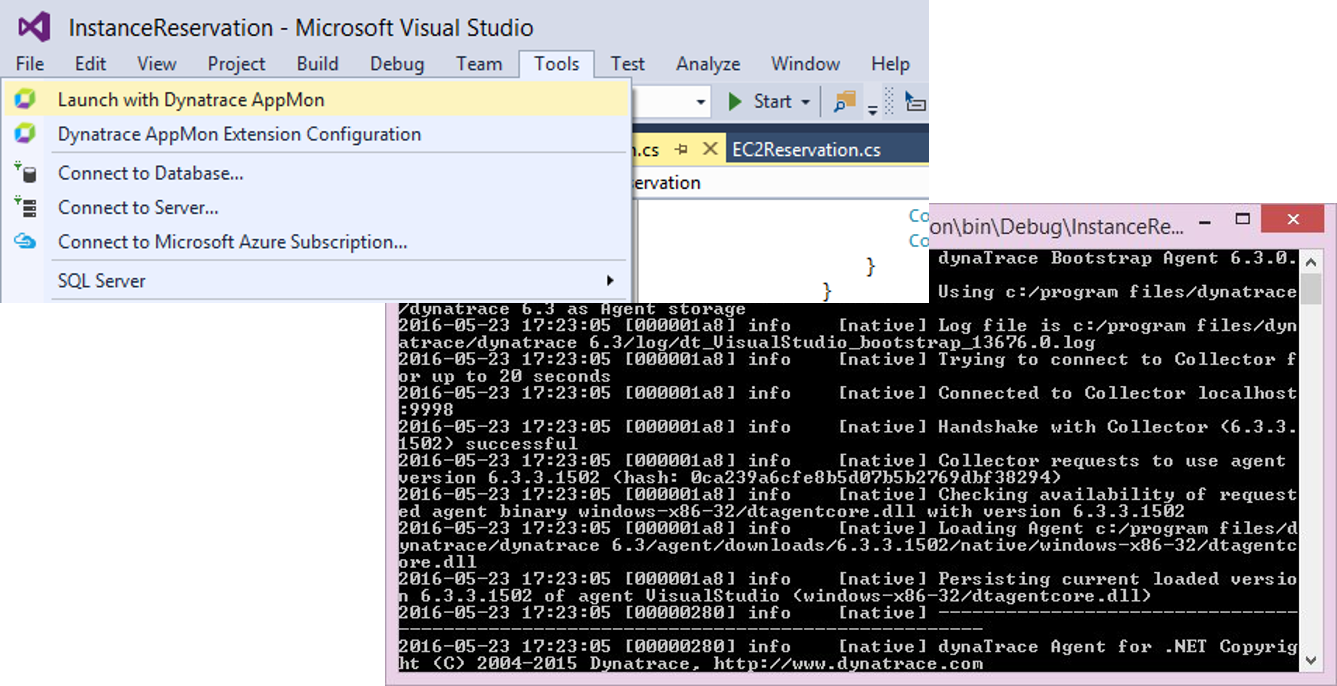 InstanceReservation - Microsoft Visual Studio
File Edit View Project Build Debug Team Tools Test Analyze Window Help
Launch with Dynatrace AppMon
Start
Dynatrace AppMon Extension Configuration
n.cs EC2Reservation.cs
Connect to Database...
ervation
Connect to Server...
Co
Connect to Microsoft Azure Subscription...
Co
}
SQL Server
}
on\bin\Debug\InstanceRe...
dynaTrace Bootstrap Agent 6.3.0.
Using c:/program files/dynatrace
/dynatrace 6.3 as Agent storage
2016-05-23 17:23:05 [000001a8] info [native] Log file is c:/program files/dyn
atrace/dynatrace 6.3/log/dt_VisualStudio_bootstrap_13676.0.log
2016-05-23 17:23:05 [000001a8] info [native] Trying to connect to Collector f
or up to 20 seconds
2016-05-23 17:23:05 [000001a8] info [native] Connected to Collector localhost
:9998
2016-05-23 17:23:05 [000001a8] info [native] Handshake with Collector (6.3.3.
1502) successful
2016-05-23 17:23:05 [000001a8] info [native] Collector requests to use agent
version 6.3.3.1502 (hash: 0ca239a6cfe8b5d07b5b2769dbf38294)
2016-05-23 17:23:05 [000001a8] info [native] Checking availability of request
ed agent binary windows-x86-32/dtagentcore.dll with version 6.3.3.1502
2016-05-23 17:23:05 [000001a8] info [native] Loading Agent c:/program files/d
ynatrace/dynatrace 6.3/agent/downloads/6.3.3.1502/native/windows-x86-32/dtagentc
ore.dll
2016-05-23 17:23:05 [000001a8] info [native] Persisting current loaded versio
n 6.3.3.1502 of agent VisualStudio (windows-x86-32/dtagentcore.dll)
2016-05-23 17:23:05 [00000280] info [native] ---------------------------------
------------------------------------------------------
2016-05-23 17:23:05 [00000280] info [native] dynaTrace Agent for .NET Copyrig
ht (C) 2004-2015 Dynatrace, http://www.dynatrace.com